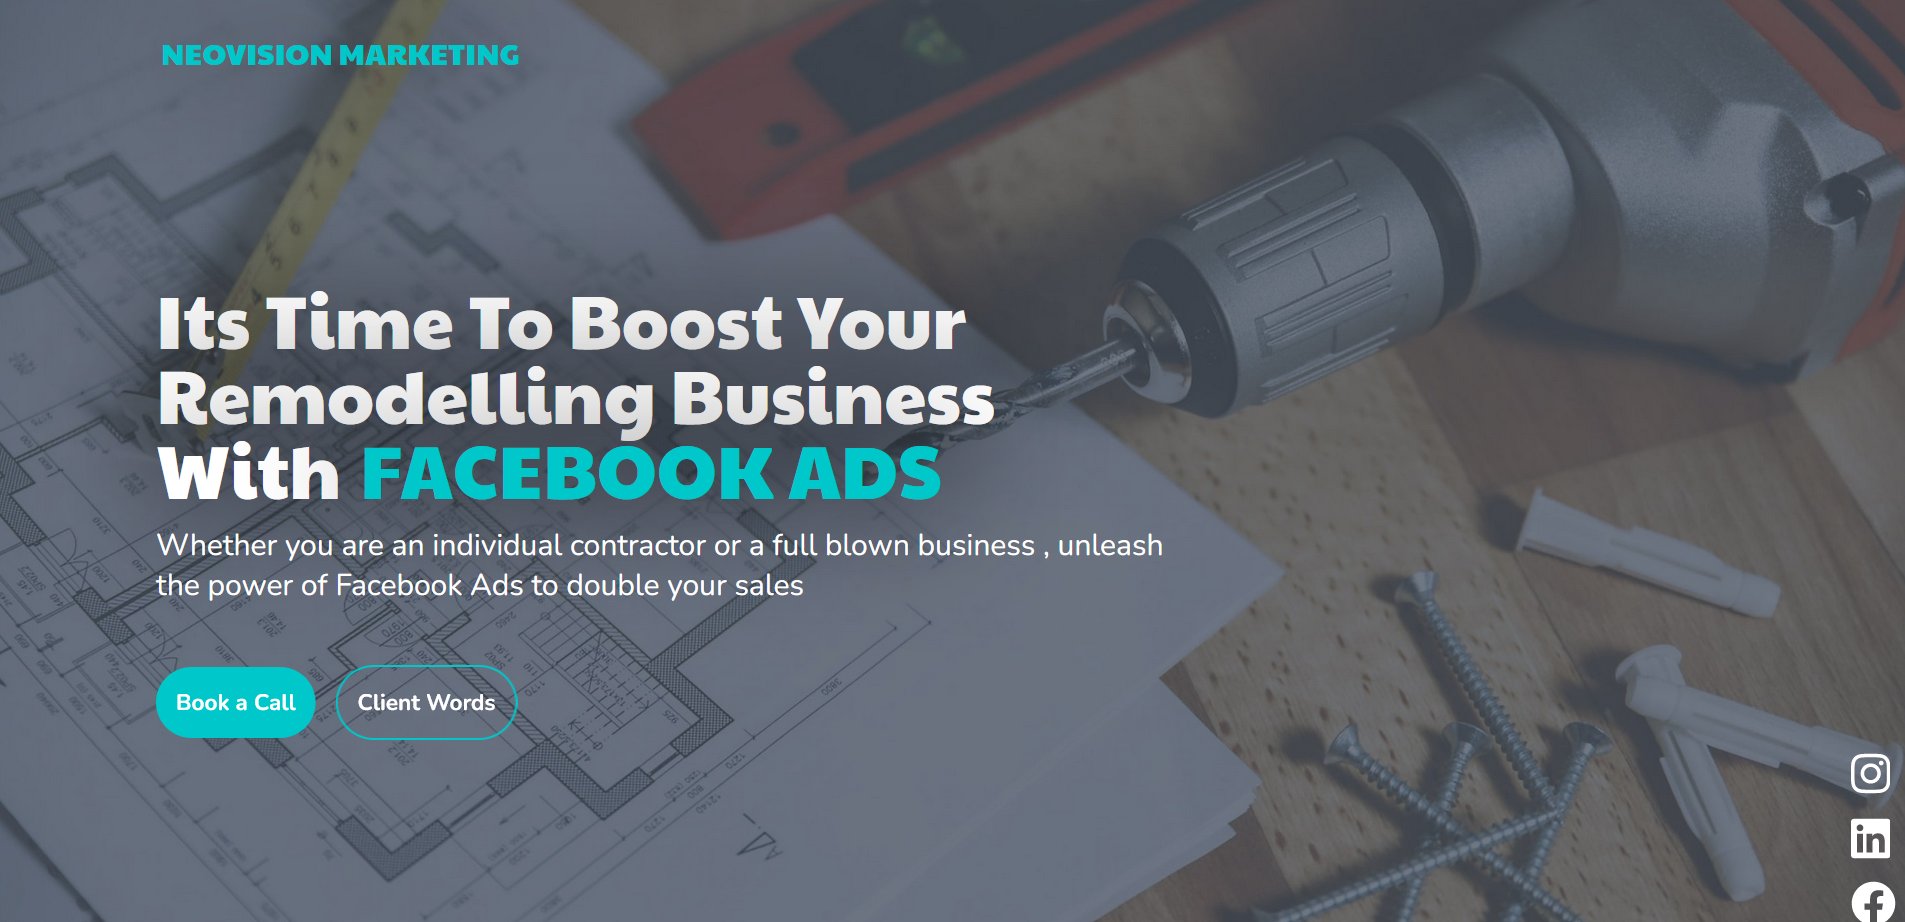 NEOVISION MARKETING
Its Time To Boost Your
Remodelling Business
With FACEBOOK ADS
Whether you are an individual contractor or a full blown business , unleash
the power of Facebook Ads to double your sales
Book a Call
Client Words